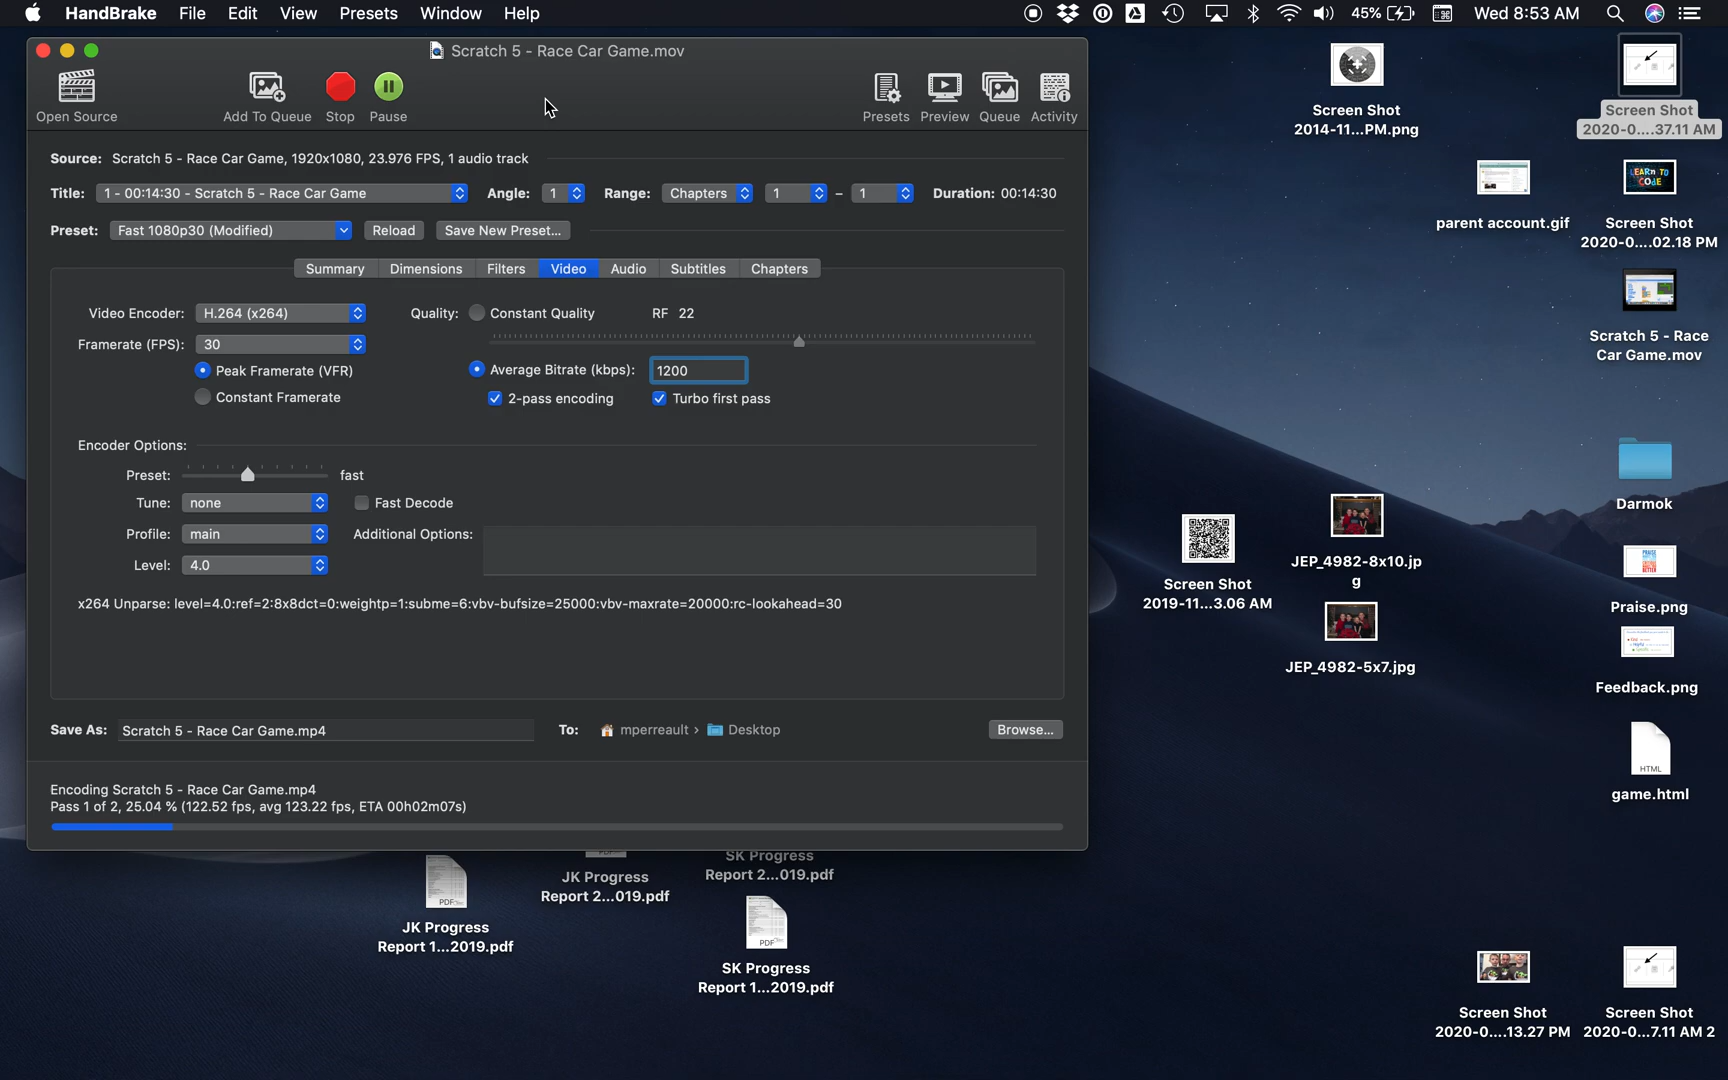 HandBrake File Edit View Presets Window Help
45% Wed 8:53 AM
Scratch 5 - Race Car Game.mov
Open Source Add To Queue Stop Pause Presets Preview Queue Activity
Source: Scratch 5 - Race Car Game, 1920x1080, 23.976 FPS, 1 audio track
Title: 1 - 00:14:30 - Scratch 5 - Race Car Game Angle: 1 Range: Chapters 1 – 1 Duration: 00:14:30
Preset: Fast 1080p30 (Modified) Reload Save New Preset...
Summary Dimensions Filters Video Audio Subtitles Chapters
Video Encoder: H.264 (x264) Quality: Constant Quality RF 22
Framerate (FPS): 30
Peak Framerate (VFR) Average Bitrate (kbps): 1200
Constant Framerate 2-pass encoding Turbo first pass
Encoder Options:
Preset: fast
Tune: none Fast Decode
Profile: main Additional Options:
Level: 4.0
x264 Unparse: level=4.0:ref=2:8x8dct=0:weightp=1:subme=6:vbv-bufsize=25000:vbv-maxrate=20000:rc-lookahead=30
Save As: Scratch 5 - Race Car Game.mp4 To: mperreault › Desktop Browse...
Encoding Scratch 5 - Race Car Game.mp4
Pass 1 of 2, 25.04 % (122.52 fps, avg 123.22 fps, ETA 00h02m07s)
Screen Shot
2014-11...PM.png
Screen Shot
2020-0....37.11 AM
parent account.gif
LEARN TO
CODE
Screen Shot
2020-0....02.18 PM
Scratch 5 - Race
Car Game.mov
Darmok
Screen Shot
2019-11...3.06 AM
JEP_4982-8x10.jp
g
JEP_4982-5x7.jpg
Praise.png
Feedback.png
HTML
game.html
PDF
JK Progress
Report 1...2019.pdf
JK Progress
Report 2...019.pdf
SK Progress
Report 2...019.pdf
PDF
SK Progress
Report 1...2019.pdf
Screen Shot
2020-0....13.27 PM
Screen Shot
2020-0...7.11 AM 2